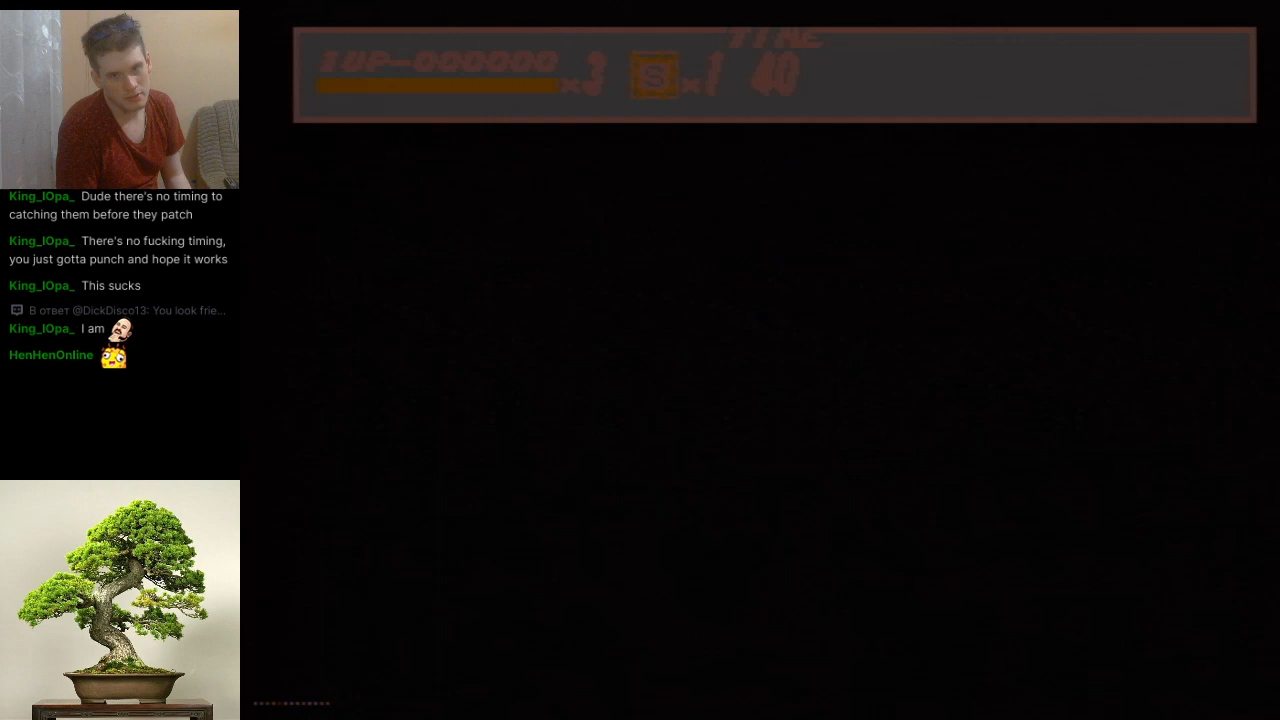 King_lOpa_ Dude there's no timing to
catching them before they patch
King_lOpa_ There's no fucking timing,
you just gotta punch and hope it works
King_lOpa_ This sucks
В ответ @DickDisco13: You look frie...
King_lOpa_ I am
HenHenOnline
TIME
1UP-000000
×3 S ×1 40